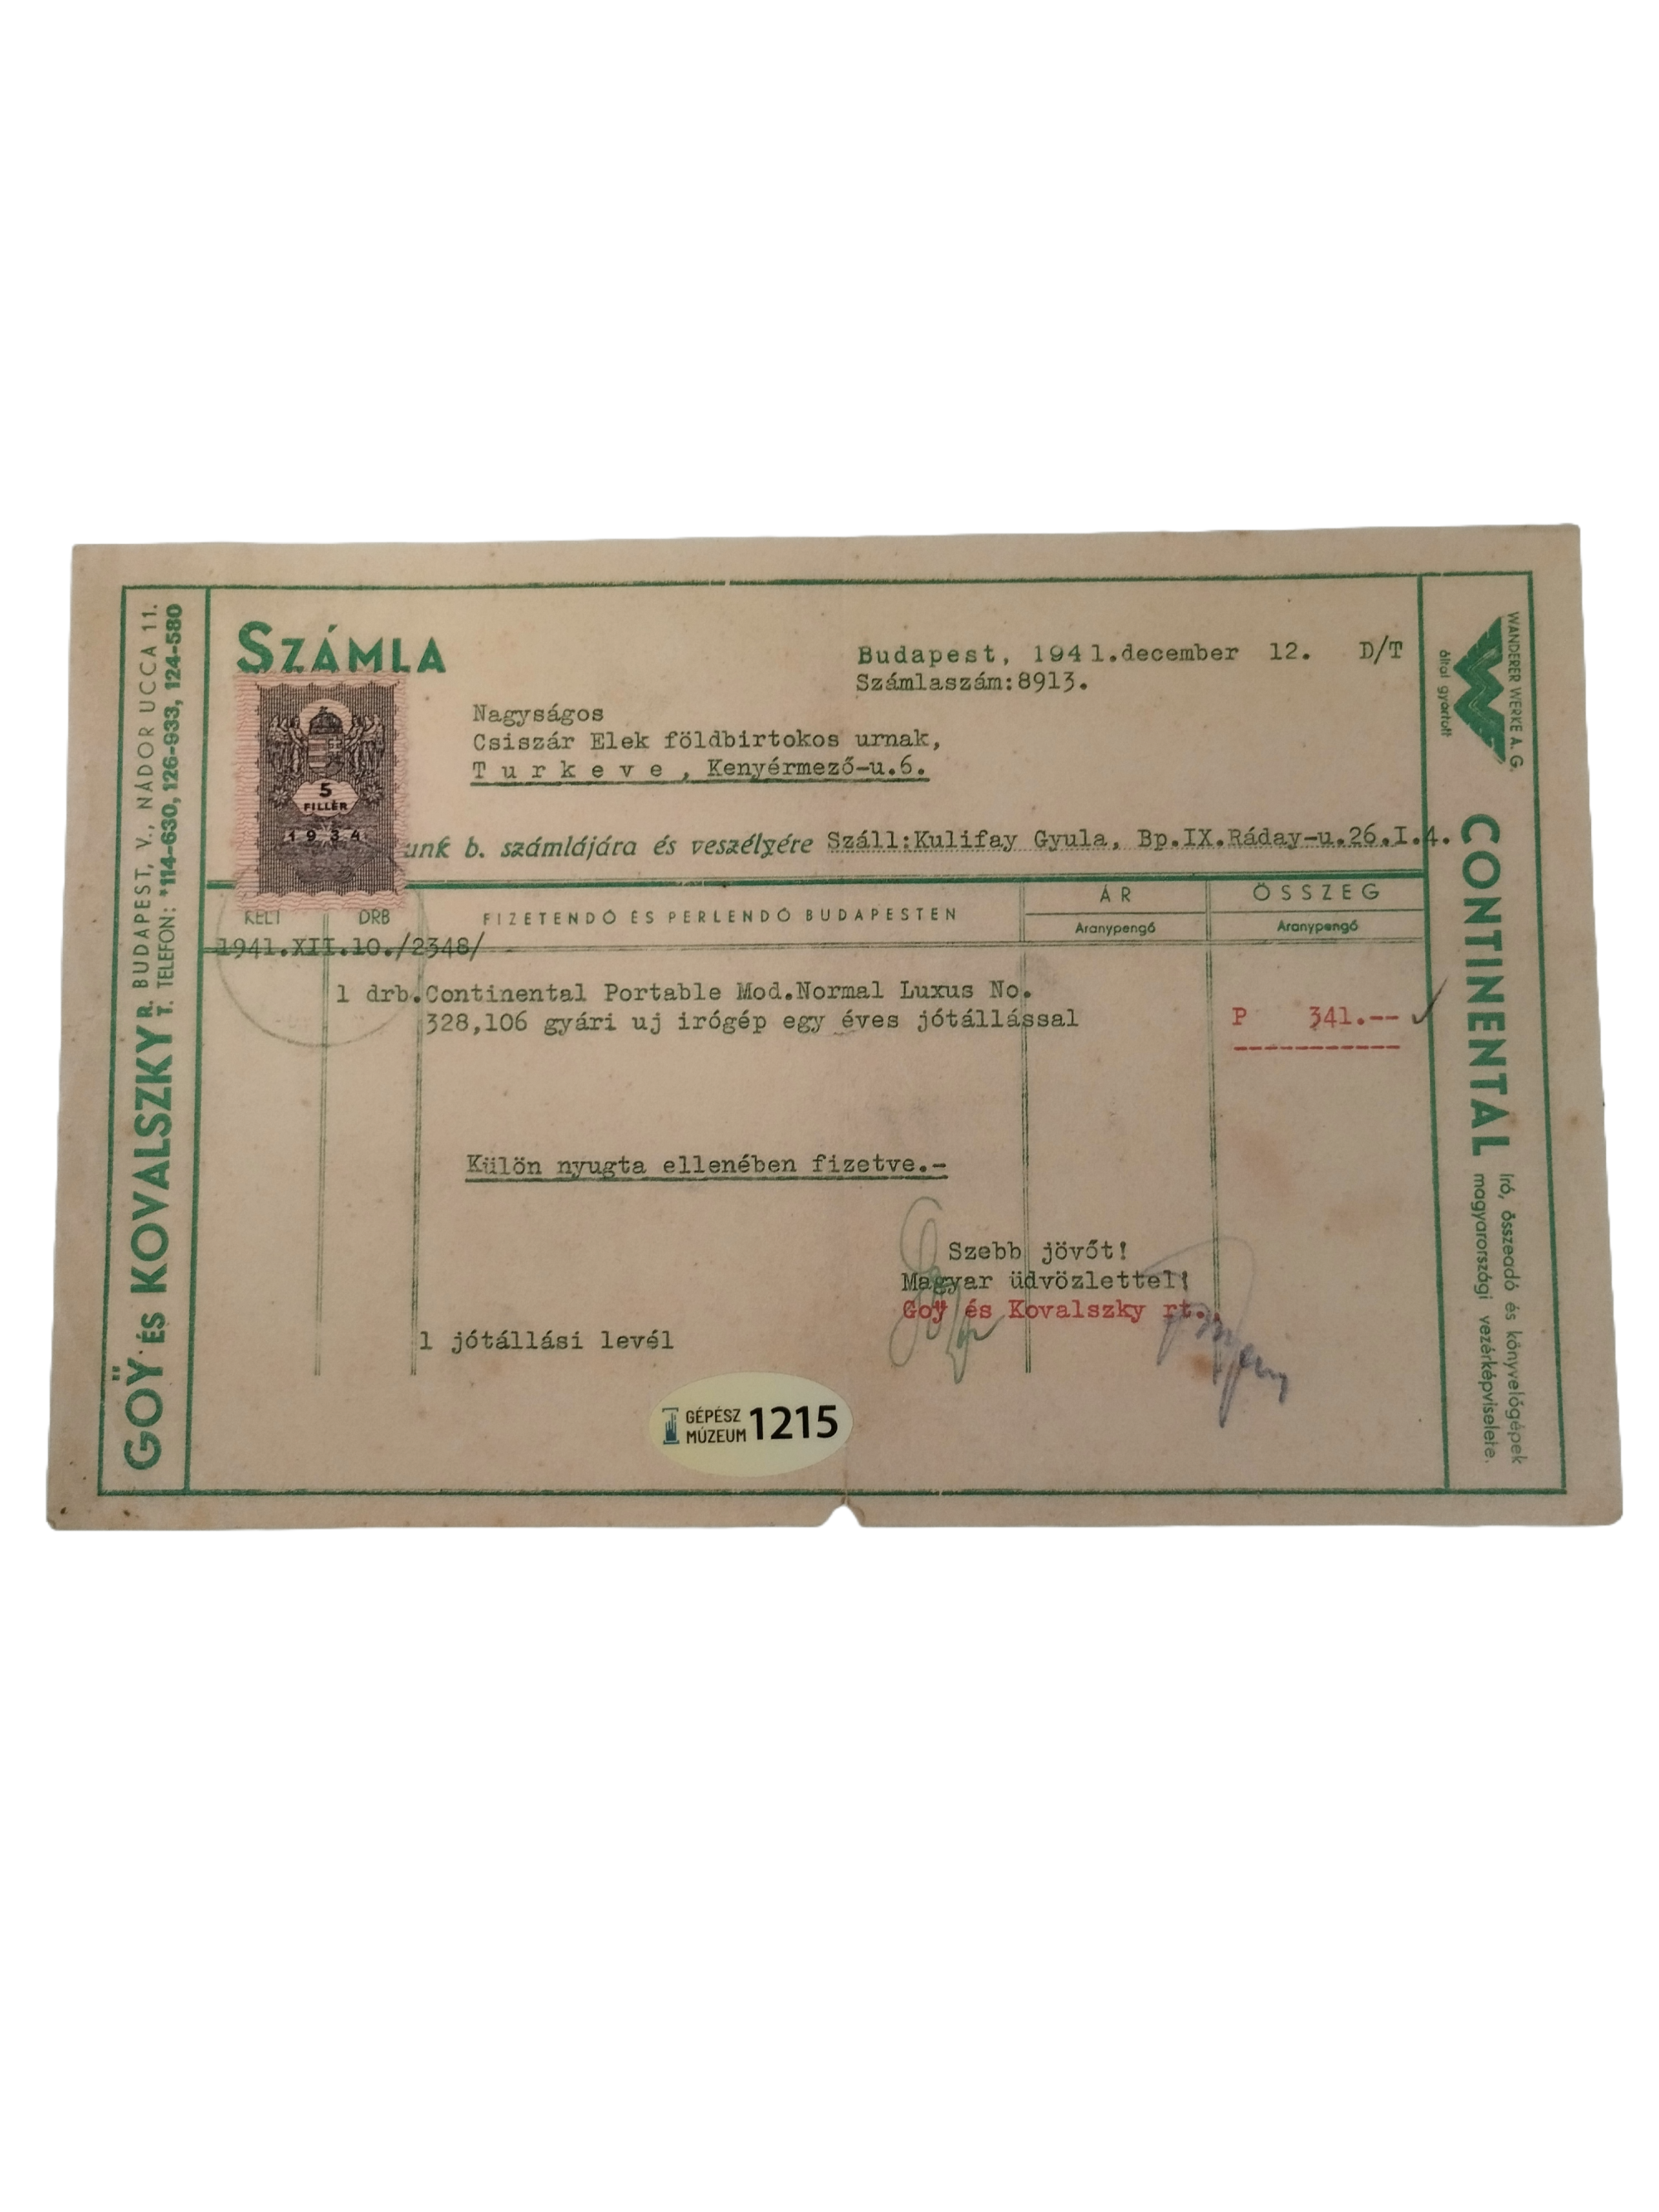 SZÁMLA
Budapest, 1941.december 12. D/T
Számlaszám:8913.
Nagyságos
Csiszár Elek földbirtokos urnak,
T u r k e v e , Kenyérmező-u.6.
5
FILLÉR
1934
unk b. számlájára és veszélyére Száll:Kulifay Gyula, Bp.IX.Ráday-u.26.I.4.
KELT DRB FIZETENDŐ ÉS PERLENDŐ BUDAPESTEN ÁR ÖSSZEG
Aranypengő Aranypengő
1941.XII.10./2348/
1 drb.Continental Portable Mod.Normal Luxus No.
328,106 gyári uj irógép egy éves jótállással P 341.--
Külön nyugta ellenében fizetve.-
Szebb jövőt!
Magyar üdvözlettel!
Goÿ és Kovalszky rt.
1 jótállási levél
GÉPÉSZ
MÚZEUM 1215
GÖŸ ÉS KOVALSZKY R. T. BUDAPEST, V., NÁDOR UCCA 11.
TELEFON: *114-630, 126-933, 124-580
WANDERER WERKE A. G.
által gyártott
CONTINENTAL
író, összeadó és könyvelőgépek
magyarországi vezérképviselete.